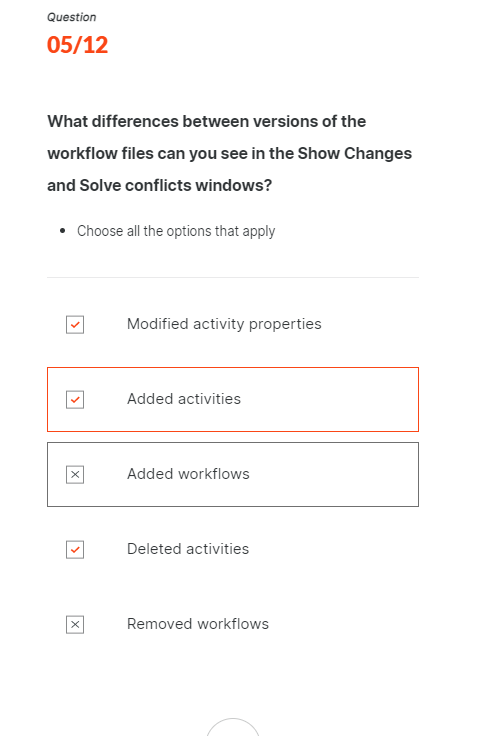 Question
05/12
What differences between versions of the
workflow files can you see in the Show Changes
and Solve conflicts windows?
• Choose all the options that apply
Modified activity properties
Added activities
Added workflows
Deleted activities
Removed workflows